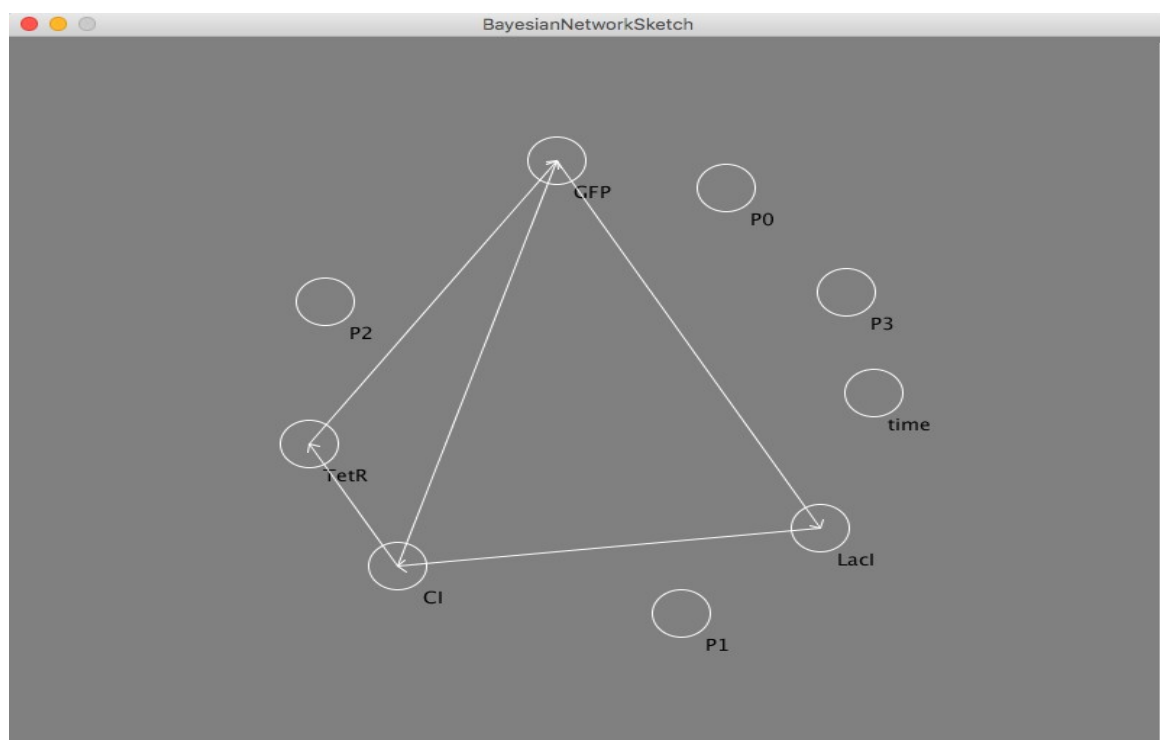 BayesianNetworkSketch
GFP
P0
P3
P2
time
TetR
LacI
CI
P1